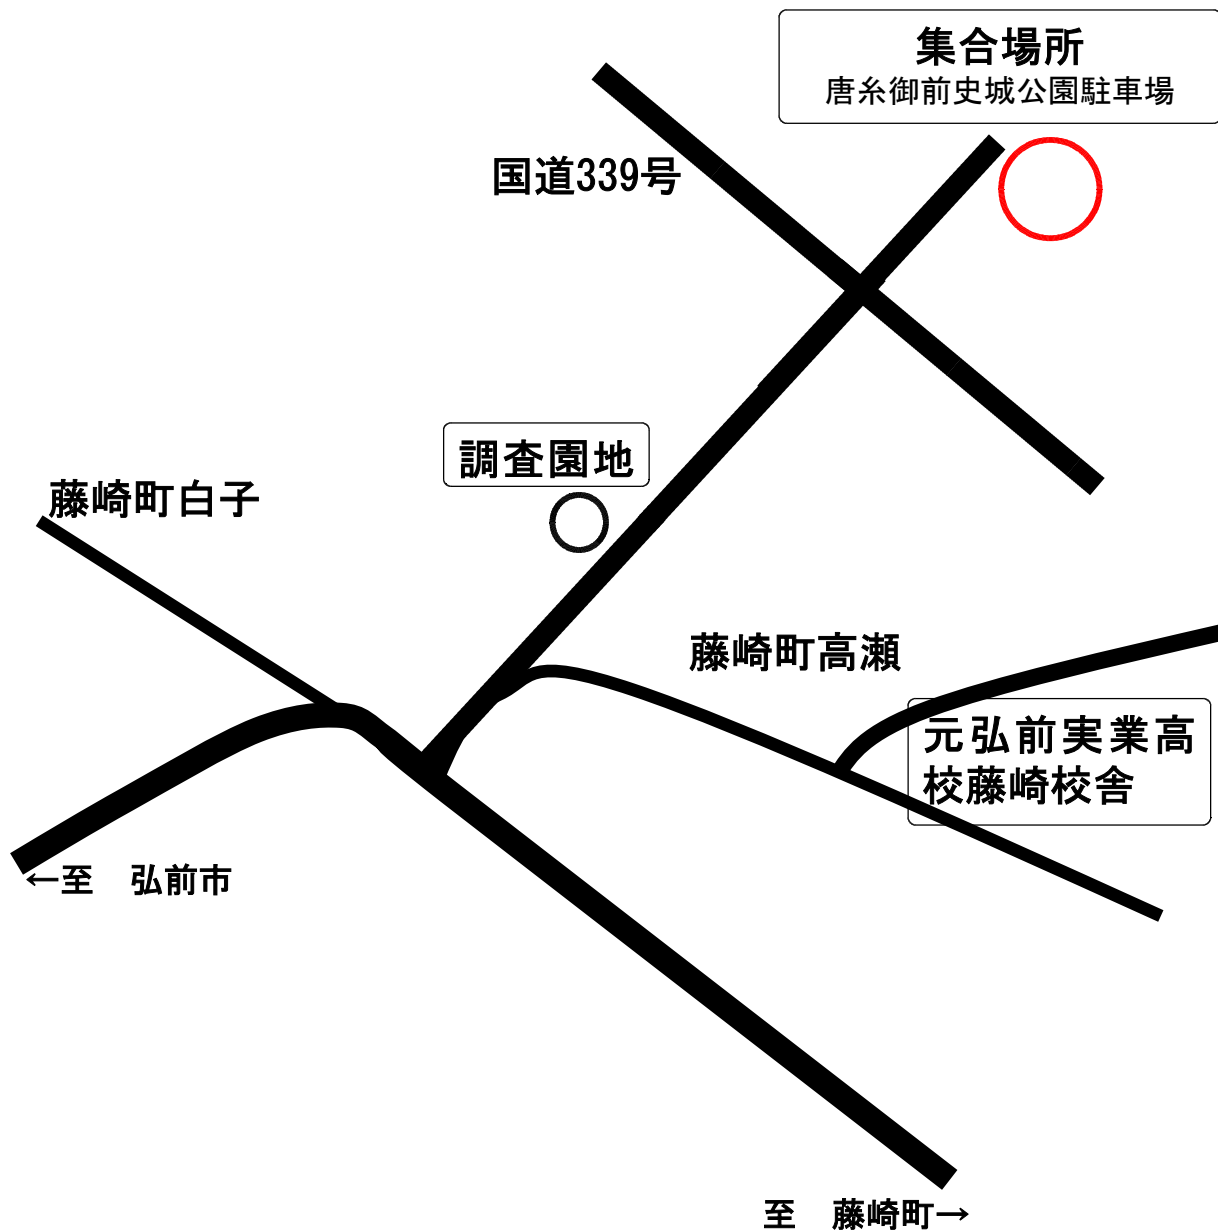 集合場所
唐糸御前史城公園駐車場
国道339号
調査園地
藤崎町白子
藤崎町高瀬
元弘前実業高
校藤崎校舎
←至　弘前市
至　藤崎町→